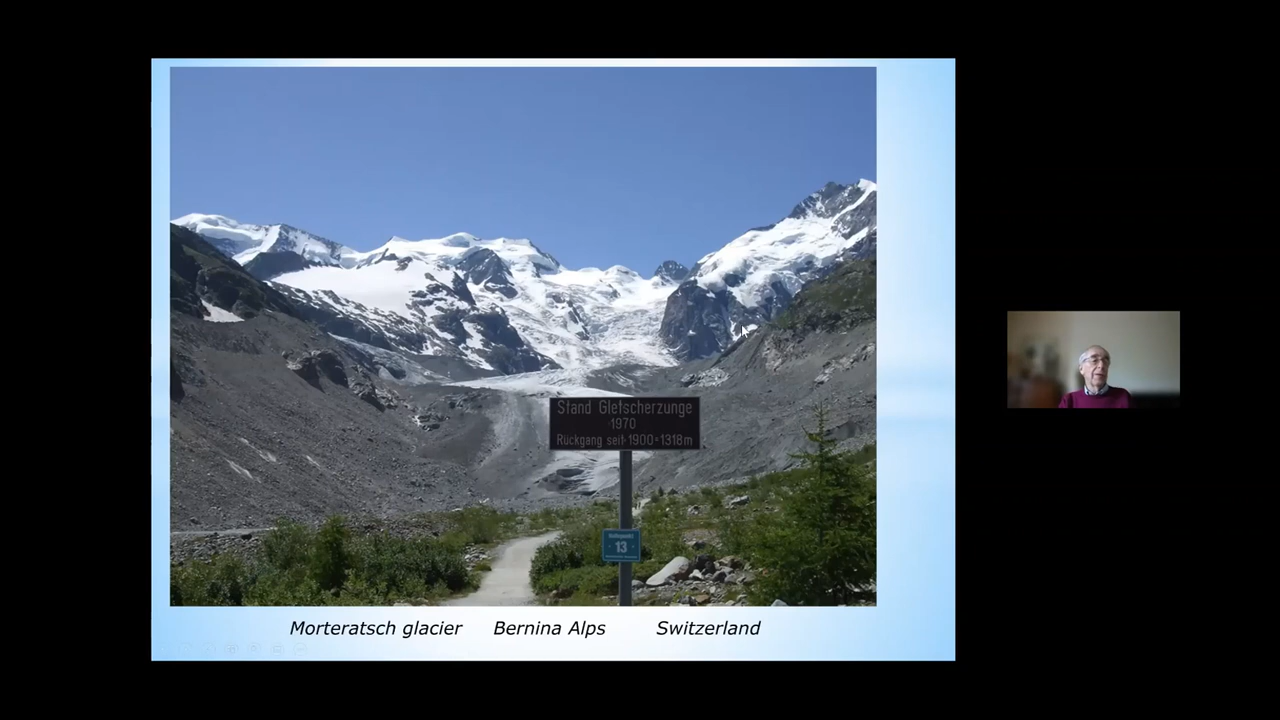 Stand Gletscherzunge
1970
Rückgang seit 1900=1318m
13
Morteratsch glacier Bernina Alps Switzerland